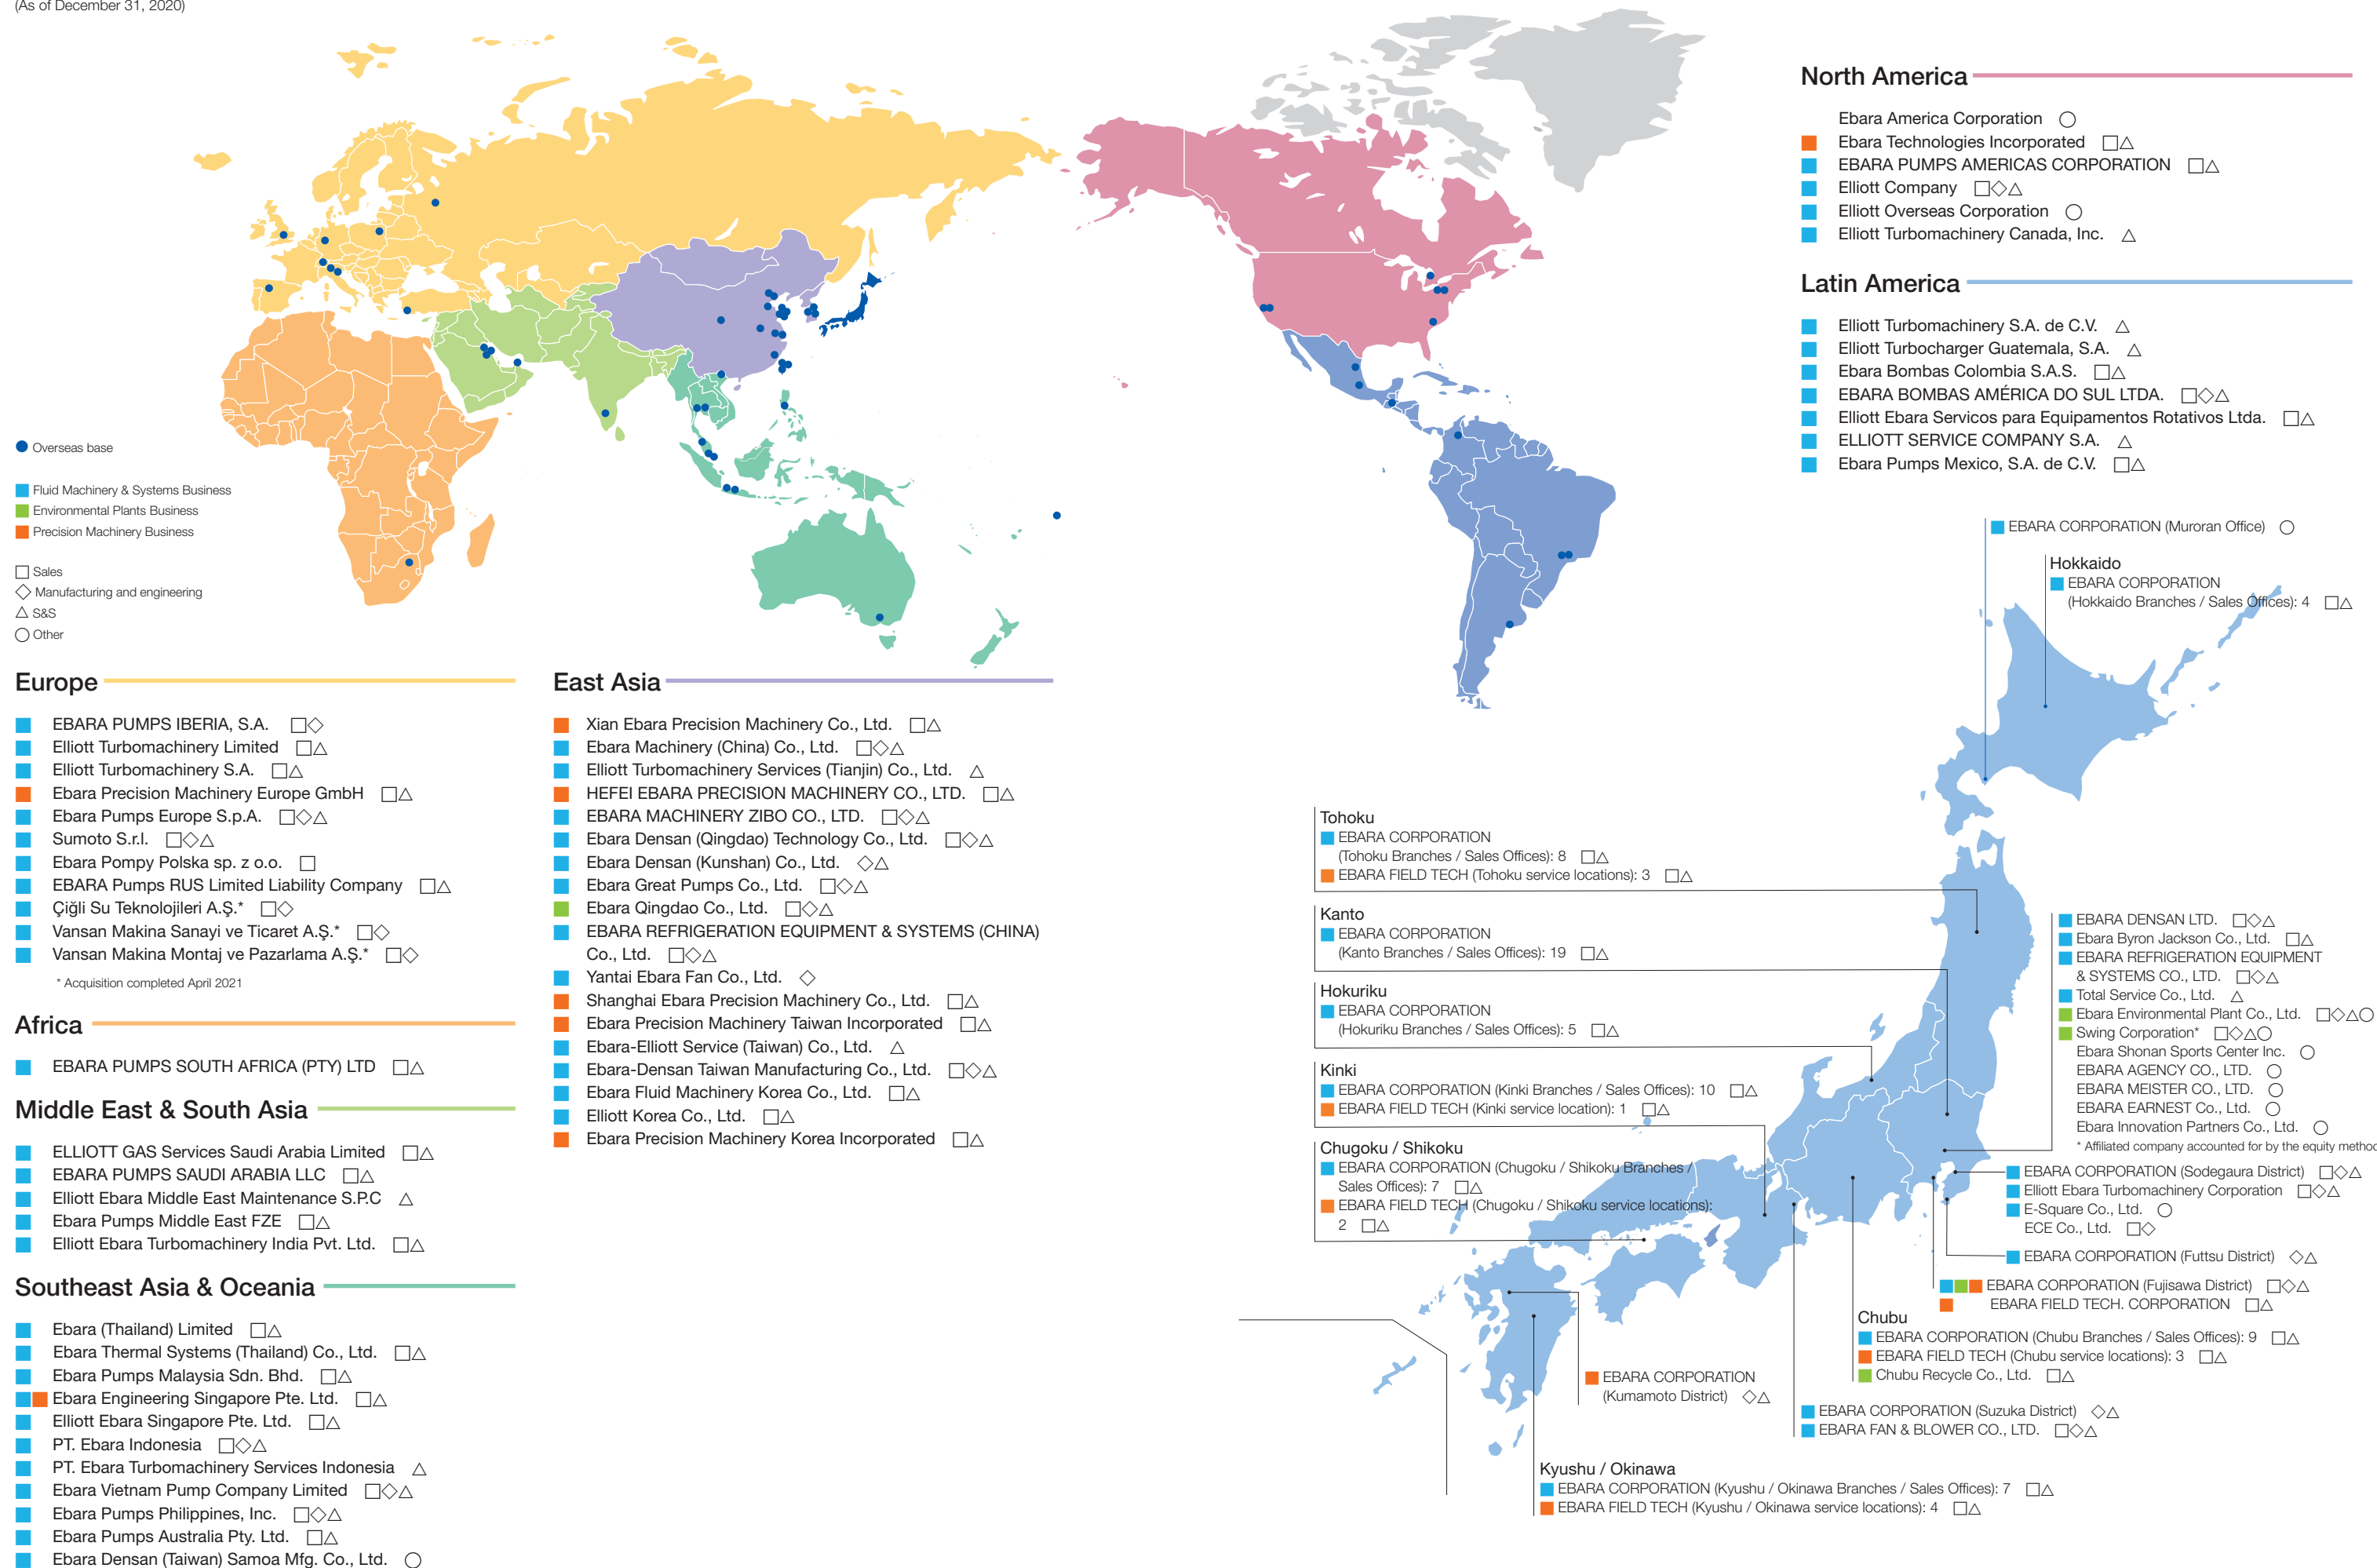 (As of December 31, 2020)
Overseas base
Fluid Machinery & Systems Business
Environmental Plants Business
Precision Machinery Business
Sales
Manufacturing and engineering
S&S
Other
Europe
EBARA PUMPS IBERIA, S.A. □◇
Elliott Turbomachinery Limited □△
Elliott Turbomachinery S.A. □△
Ebara Precision Machinery Europe GmbH □△
Ebara Pumps Europe S.p.A. □◇△
Sumoto S.r.l. □◇△
Ebara Pompy Polska sp. z o.o. □
EBARA Pumps RUS Limited Liability Company □△
Çiğli Su Teknolojileri A.Ş.* □◇
Vansan Makina Sanayi ve Ticaret A.Ş.* □◇
Vansan Makina Montaj ve Pazarlama A.Ş.* □◇
* Acquisition completed April 2021
Africa
EBARA PUMPS SOUTH AFRICA (PTY) LTD □△
Middle East & South Asia
ELLIOTT GAS Services Saudi Arabia Limited □△
EBARA PUMPS SAUDI ARABIA LLC □△
Elliott Ebara Middle East Maintenance S.P.C △
Ebara Pumps Middle East FZE □△
Elliott Ebara Turbomachinery India Pvt. Ltd. □△
Southeast Asia & Oceania
Ebara (Thailand) Limited □△
Ebara Thermal Systems (Thailand) Co., Ltd. □△
Ebara Pumps Malaysia Sdn. Bhd. □△
Ebara Engineering Singapore Pte. Ltd. □△
Elliott Ebara Singapore Pte. Ltd. □△
PT. Ebara Indonesia □◇△
PT. Ebara Turbomachinery Services Indonesia △
Ebara Vietnam Pump Company Limited □◇△
Ebara Pumps Philippines, Inc. □◇△
Ebara Pumps Australia Pty. Ltd. □△
Ebara Densan (Taiwan) Samoa Mfg. Co., Ltd. ○
East Asia
Xian Ebara Precision Machinery Co., Ltd. □△
Ebara Machinery (China) Co., Ltd. □◇△
Elliott Turbomachinery Services (Tianjin) Co., Ltd. △
HEFEI EBARA PRECISION MACHINERY CO., LTD. □△
EBARA MACHINERY ZIBO CO., LTD. □◇△
Ebara Densan (Qingdao) Technology Co., Ltd. □◇△
Ebara Densan (Kunshan) Co., Ltd. ◇△
Ebara Great Pumps Co., Ltd. □◇△
Ebara Qingdao Co., Ltd. □◇△
EBARA REFRIGERATION EQUIPMENT & SYSTEMS (CHINA)
Co., Ltd. □◇△
Yantai Ebara Fan Co., Ltd. ◇
Shanghai Ebara Precision Machinery Co., Ltd. □△
Ebara Precision Machinery Taiwan Incorporated □△
Ebara-Elliott Service (Taiwan) Co., Ltd. △
Ebara-Densan Taiwan Manufacturing Co., Ltd. □◇△
Ebara Fluid Machinery Korea Co., Ltd. □△
Elliott Korea Co., Ltd. □△
Ebara Precision Machinery Korea Incorporated □△
North America
Ebara America Corporation ○
Ebara Technologies Incorporated □△
EBARA PUMPS AMERICAS CORPORATION □△
Elliott Company □◇△
Elliott Overseas Corporation ○
Elliott Turbomachinery Canada, Inc. △
Latin America
Elliott Turbomachinery S.A. de C.V. △
Elliott Turbocharger Guatemala, S.A. △
Ebara Bombas Colombia S.A.S. □△
EBARA BOMBAS AMÉRICA DO SUL LTDA. □◇△
Elliott Ebara Servicos para Equipamentos Rotativos Ltda. □△
ELLIOTT SERVICE COMPANY S.A. △
Ebara Pumps Mexico, S.A. de C.V. □△
EBARA CORPORATION (Muroran Office) ○
Hokkaido
EBARA CORPORATION
(Hokkaido Branches / Sales Offices): 4 □△
Tohoku
EBARA CORPORATION
(Tohoku Branches / Sales Offices): 8 □△
EBARA FIELD TECH (Tohoku service locations): 3 □△
Kanto
EBARA CORPORATION
(Kanto Branches / Sales Offices): 19 □△
Hokuriku
EBARA CORPORATION
(Hokuriku Branches / Sales Offices): 5 □△
Kinki
EBARA CORPORATION (Kinki Branches / Sales Offices): 10 □△
EBARA FIELD TECH (Kinki service location): 1 □△
Chugoku / Shikoku
EBARA CORPORATION (Chugoku / Shikoku Branches /
Sales Offices): 7 □△
EBARA FIELD TECH (Chugoku / Shikoku service locations):
2 □△
EBARA DENSAN LTD. □◇△
Ebara Byron Jackson Co., Ltd. □△
EBARA REFRIGERATION EQUIPMENT
& SYSTEMS CO., LTD. □◇△
Total Service Co., Ltd. △
Ebara Environmental Plant Co., Ltd. □◇△○
Swing Corporation* □◇△○
Ebara Shonan Sports Center Inc. ○
EBARA AGENCY CO., LTD. ○
EBARA MEISTER CO., LTD. ○
EBARA EARNEST Co., Ltd. ○
Ebara Innovation Partners Co., Ltd. ○
* Affiliated company accounted for by the equity method
EBARA CORPORATION (Sodegaura District) □◇△
Elliott Ebara Turbomachinery Corporation □◇△
E-Square Co., Ltd. ○
ECE Co., Ltd. □◇
EBARA CORPORATION (Futtsu District) ◇△
EBARA CORPORATION (Fujisawa District) □◇△
EBARA FIELD TECH. CORPORATION □△
Chubu
EBARA CORPORATION (Chubu Branches / Sales Offices): 9 □△
EBARA FIELD TECH (Chubu service locations): 3 □△
Chubu Recycle Co., Ltd. □△
EBARA CORPORATION
(Kumamoto District) ◇△
EBARA CORPORATION (Suzuka District) ◇△
EBARA FAN & BLOWER CO., LTD. □◇△
Kyushu / Okinawa
EBARA CORPORATION (Kyushu / Okinawa Branches / Sales Offices): 7 □△
EBARA FIELD TECH (Kyushu / Okinawa service locations): 4 □△